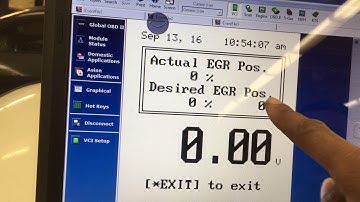 Global OBD II
Module
Status
Domestic
Applications
Asian
Applications
Graphical
Hot Keys
Disconnect
VCI Setup
Sep 13, 16 10:54:07 am
Actual EGR Pos.
0 %
Desired EGR Pos.
0 % 0
0.00 V
[*EXIT] to exit